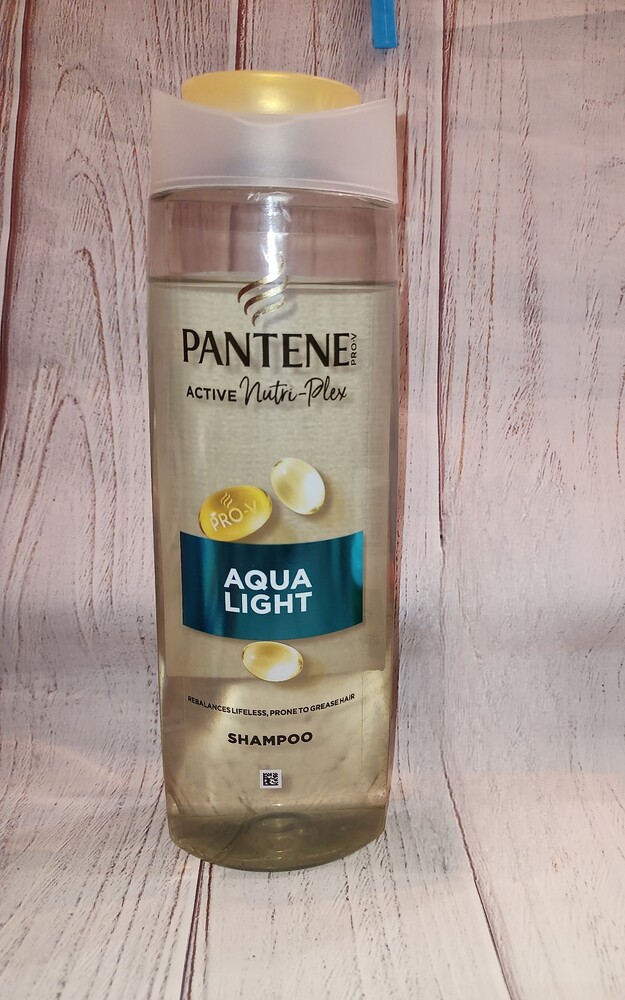 PANTENE PRO-V
ACTIVE Nutri-Plex
PRO-V
AQUA
LIGHT
REBALANCES LIFELESS, PRONE TO GREASE HAIR
SHAMPOO